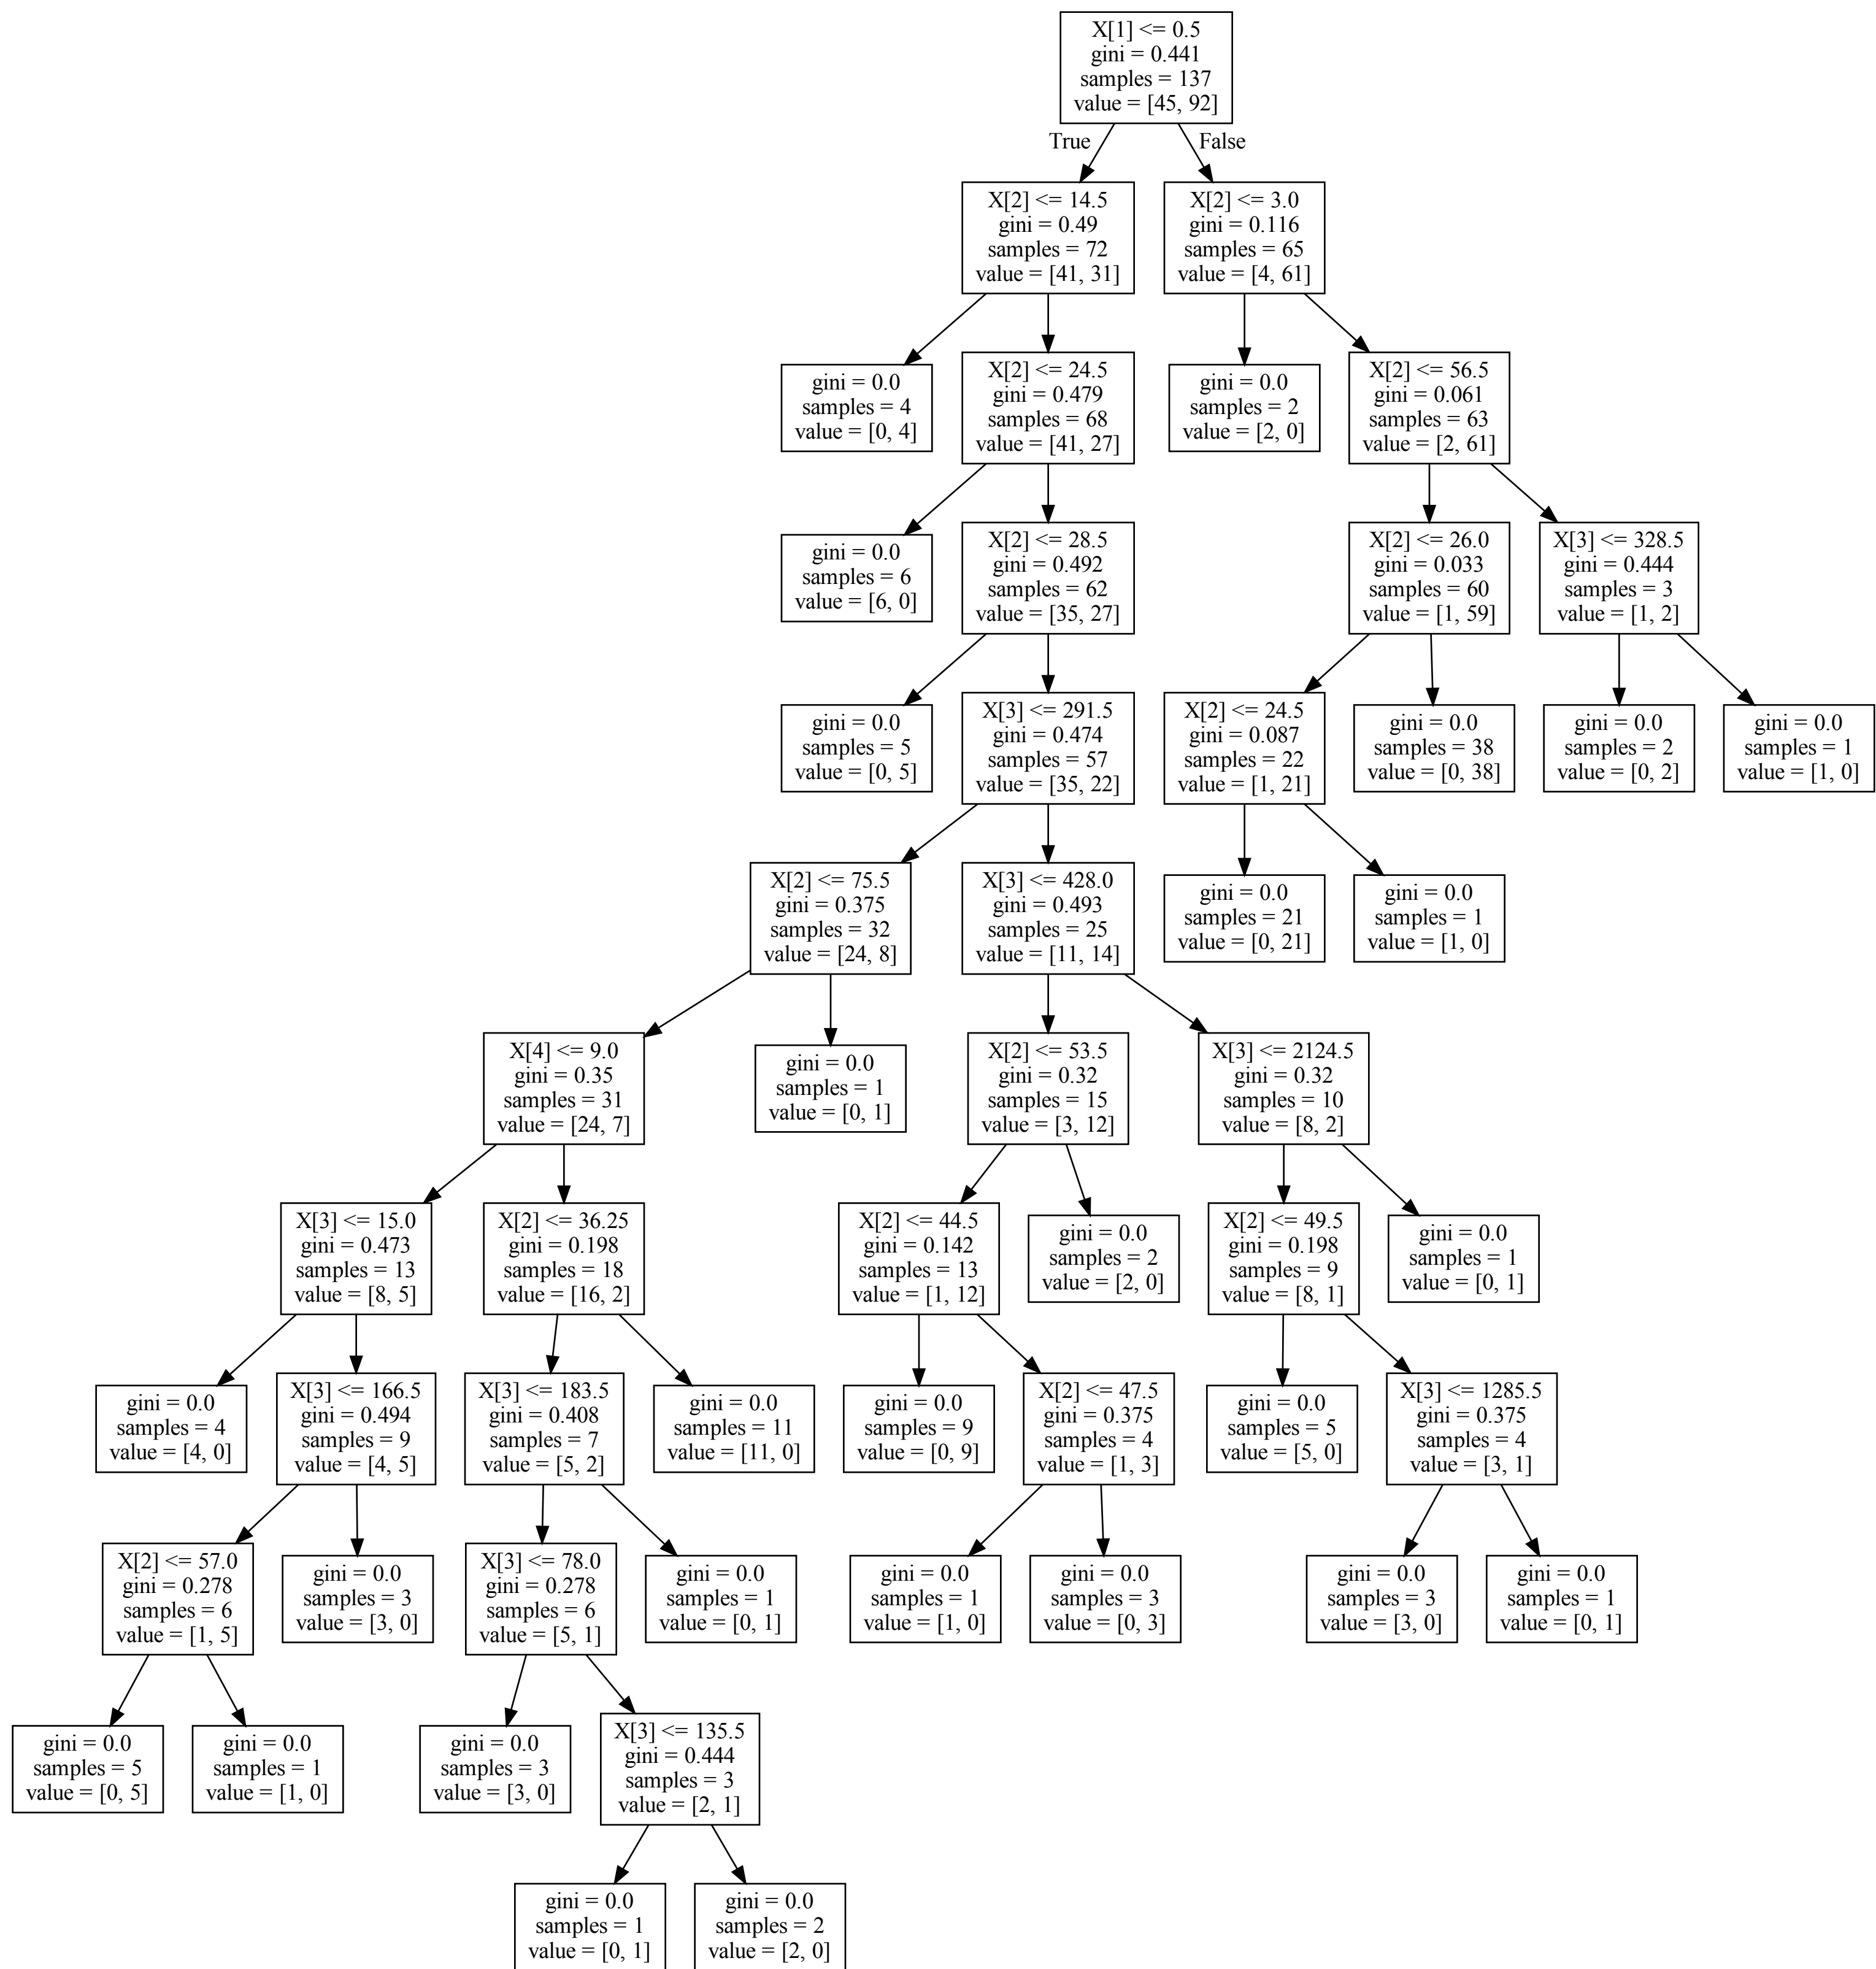 X[1] <= 0.5
gini = 0.441
samples = 137
value = [45, 92]
True
False
X[2] <= 14.5
gini = 0.49
samples = 72
value = [41, 31]
X[2] <= 3.0
gini = 0.116
samples = 65
value = [4, 61]
gini = 0.0
samples = 4
value = [0, 4]
X[2] <= 24.5
gini = 0.479
samples = 68
value = [41, 27]
gini = 0.0
samples = 2
value = [2, 0]
X[2] <= 56.5
gini = 0.061
samples = 63
value = [2, 61]
gini = 0.0
samples = 6
value = [6, 0]
X[2] <= 28.5
gini = 0.492
samples = 62
value = [35, 27]
X[2] <= 26.0
gini = 0.033
samples = 60
value = [1, 59]
X[3] <= 328.5
gini = 0.444
samples = 3
value = [1, 2]
gini = 0.0
samples = 5
value = [0, 5]
X[3] <= 291.5
gini = 0.474
samples = 57
value = [35, 22]
X[2] <= 24.5
gini = 0.087
samples = 22
value = [1, 21]
gini = 0.0
samples = 38
value = [0, 38]
gini = 0.0
samples = 2
value = [0, 2]
gini = 0.0
samples = 1
value = [1, 0]
X[2] <= 75.5
gini = 0.375
samples = 32
value = [24, 8]
X[3] <= 428.0
gini = 0.493
samples = 25
value = [11, 14]
gini = 0.0
samples = 21
value = [0, 21]
gini = 0.0
samples = 1
value = [1, 0]
X[4] <= 9.0
gini = 0.35
samples = 31
value = [24, 7]
gini = 0.0
samples = 1
value = [0, 1]
X[2] <= 53.5
gini = 0.32
samples = 15
value = [3, 12]
X[3] <= 2124.5
gini = 0.32
samples = 10
value = [8, 2]
X[3] <= 15.0
gini = 0.473
samples = 13
value = [8, 5]
X[2] <= 36.25
gini = 0.198
samples = 18
value = [16, 2]
X[2] <= 44.5
gini = 0.142
samples = 13
value = [1, 12]
gini = 0.0
samples = 2
value = [2, 0]
X[2] <= 49.5
gini = 0.198
samples = 9
value = [8, 1]
gini = 0.0
samples = 1
value = [0, 1]
gini = 0.0
samples = 4
value = [4, 0]
X[3] <= 166.5
gini = 0.494
samples = 9
value = [4, 5]
X[3] <= 183.5
gini = 0.408
samples = 7
value = [5, 2]
gini = 0.0
samples = 11
value = [11, 0]
gini = 0.0
samples = 9
value = [0, 9]
X[2] <= 47.5
gini = 0.375
samples = 4
value = [1, 3]
gini = 0.0
samples = 5
value = [5, 0]
X[3] <= 1285.5
gini = 0.375
samples = 4
value = [3, 1]
X[2] <= 57.0
gini = 0.278
samples = 6
value = [1, 5]
gini = 0.0
samples = 3
value = [3, 0]
X[3] <= 78.0
gini = 0.278
samples = 6
value = [5, 1]
gini = 0.0
samples = 1
value = [0, 1]
gini = 0.0
samples = 1
value = [1, 0]
gini = 0.0
samples = 3
value = [0, 3]
gini = 0.0
samples = 3
value = [3, 0]
gini = 0.0
samples = 1
value = [0, 1]
gini = 0.0
samples = 5
value = [0, 5]
gini = 0.0
samples = 1
value = [1, 0]
gini = 0.0
samples = 3
value = [3, 0]
X[3] <= 135.5
gini = 0.444
samples = 3
value = [2, 1]
gini = 0.0
samples = 1
value = [0, 1]
gini = 0.0
samples = 2
value = [2, 0]